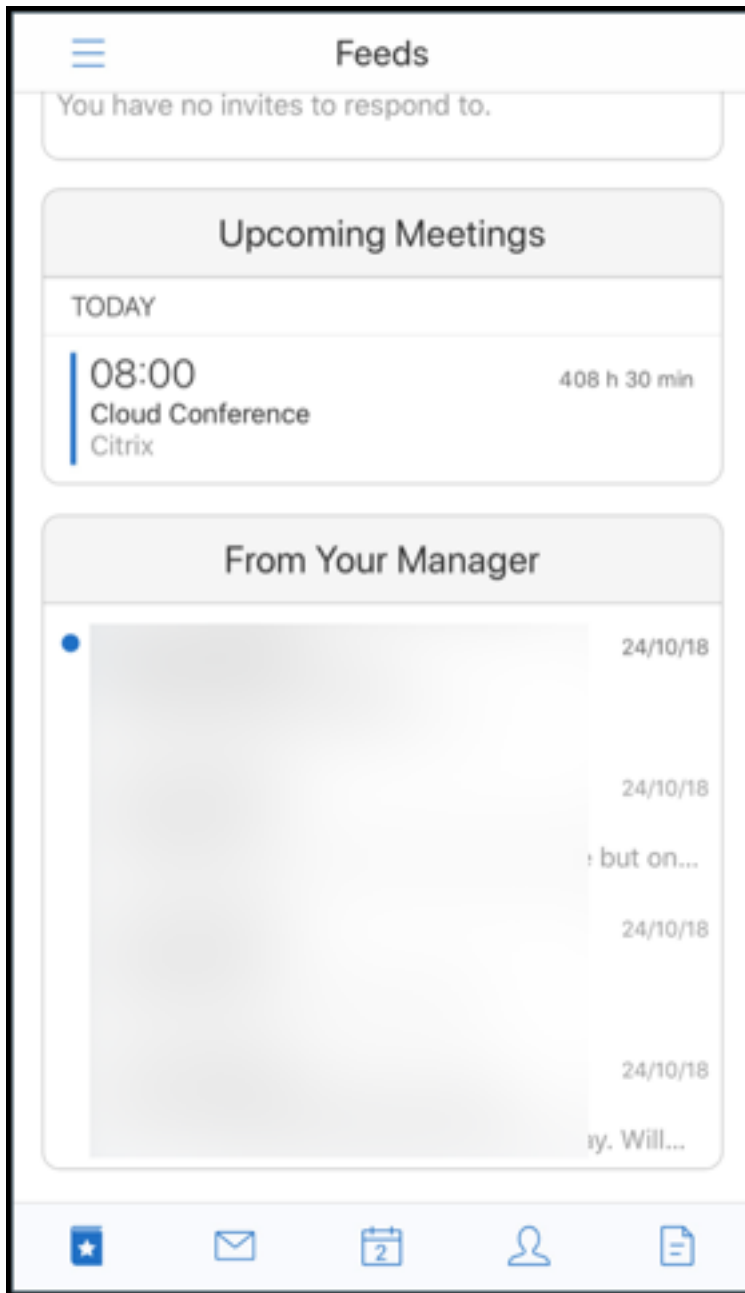 Feeds
You have no invites to respond to.
Upcoming Meetings
TODAY
08:00
408 h 30 min
Cloud Conference
Citrix
From Your Manager
24/10/18
24/10/18
but on...
24/10/18
24/10/18
Will...
2